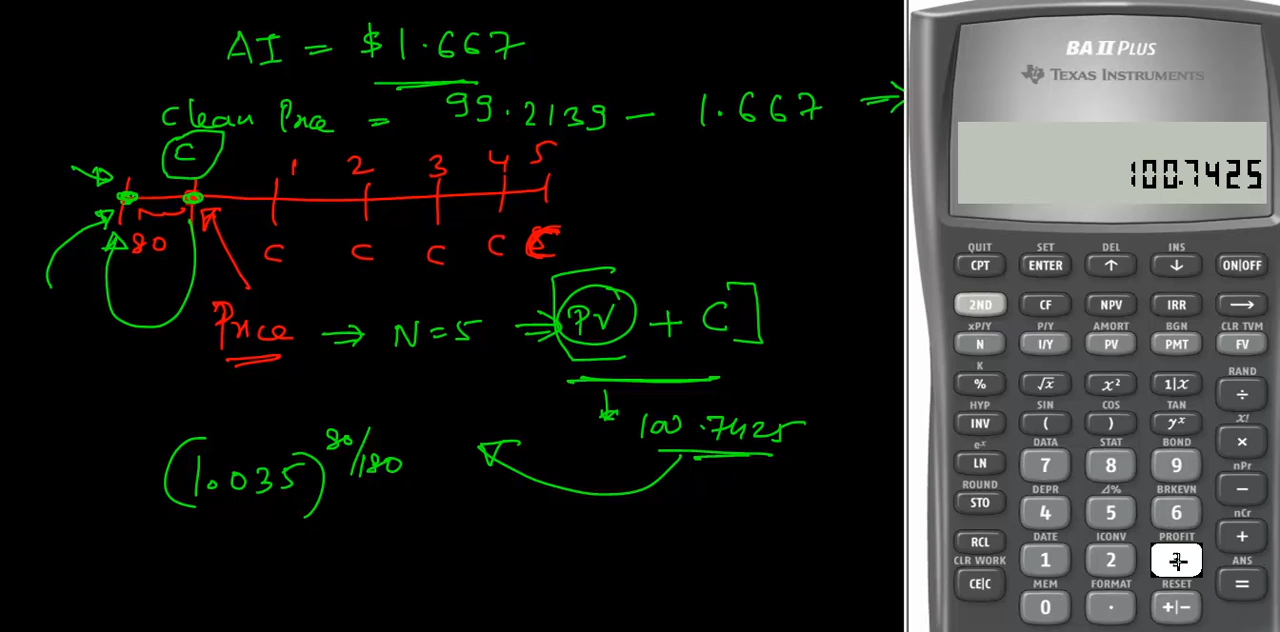 AI = $1.667
Clean Price = 99.2139 - 1.667 ⇒
C
1 2 3 4 5
80 C C C C C
Price ⇒ N=5 ⇒ [PV + C]
100.7425
(1.035)^80/180
BA II PLUS
TEXAS INSTRUMENTS
100.7425
QUIT SET DEL INS
CPT ENTER ↑ ↓ ON|OFF
2ND CF NPV IRR →
xP/Y P/Y AMORT BGN CLR TVM
N I/Y PV PMT FV
K RAND
% √x x² 1|X ÷
HYP SIN COS TAN x!
INV ( ) yˣ ×
eˣ DATA STAT BOND nPr
LN 7 8 9 −
ROUND DEPR Δ% BRKEVN nCr
STO 4 5 6 +
DATE ICONV PROFIT ANS
RCL 1 2 3 =
CLR WORK MEM FORMAT RESET
CE|C 0 . +|−